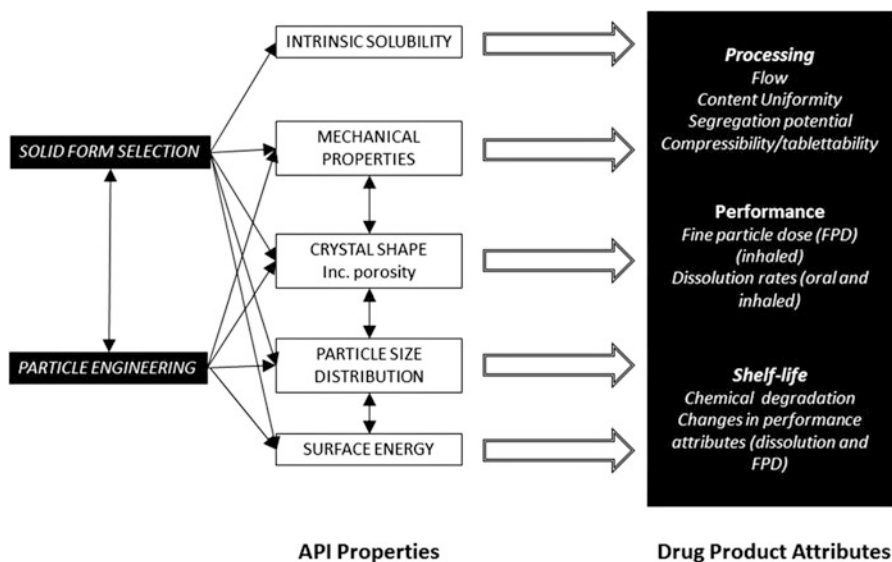 INTRINSIC SOLUBILITY
SOLID FORM SELECTION
MECHANICAL
PROPERTIES
CRYSTAL SHAPE
Inc. porosity
PARTICLE ENGINEERING
PARTICLE SIZE
DISTRIBUTION
SURFACE ENERGY
API Properties
Processing
Flow
Content Uniformity
Segregation potential
Compressibility/tablettability
Performance
Fine particle dose (FPD)
(inhaled)
Dissolution rates (oral and
inhaled)
Shelf-life
Chemical degradation
Changes in performance
attributes (dissolution and
FPD)
Drug Product Attributes